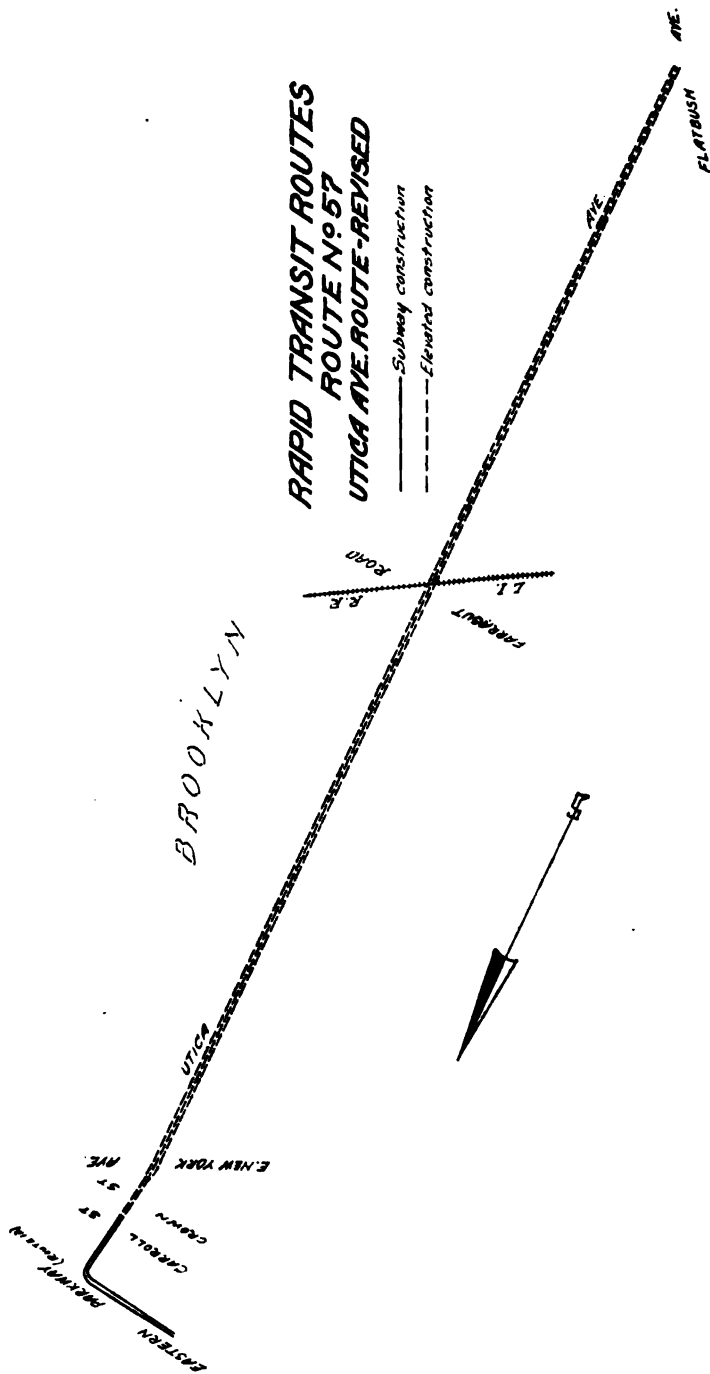 RAPID TRANSIT ROUTES
ROUTE Nº 57
UTICA AVE. ROUTE-REVISED
Subway construction
Elevated construction
BROOKLYN
EASTERN
PARKWAY
CARROLL ST
CROWN ST
E. NEW YORK AVE.
UTICA AVE.
FARRAGUT ROAD
L.I. R.R.
FLATBUSH AVE.